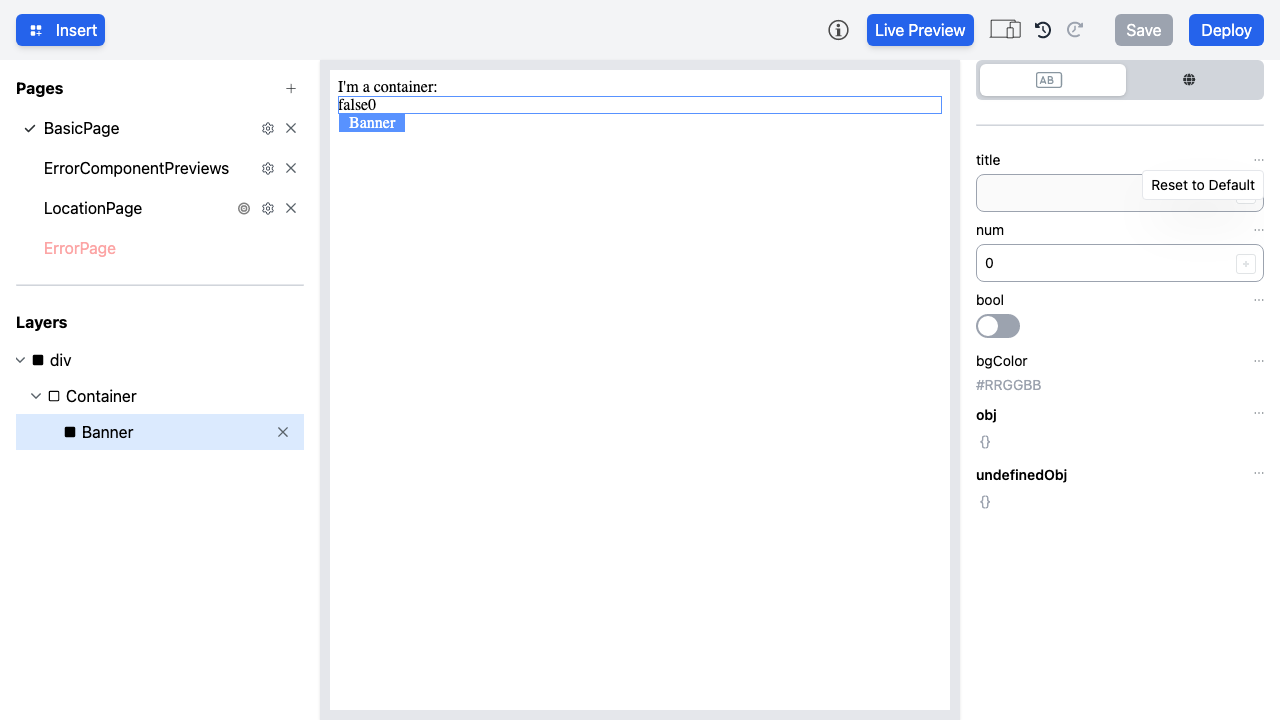 Insert
Live Preview
Save
Deploy
Pages
BasicPage
ErrorComponentPreviews
LocationPage
ErrorPage
Layers
div
Container
Banner
I'm a container:
false0
Banner
AB
title
Reset to Default
num
0
bool
bgColor
#RRGGBB
obj
{}
undefinedObj
{}